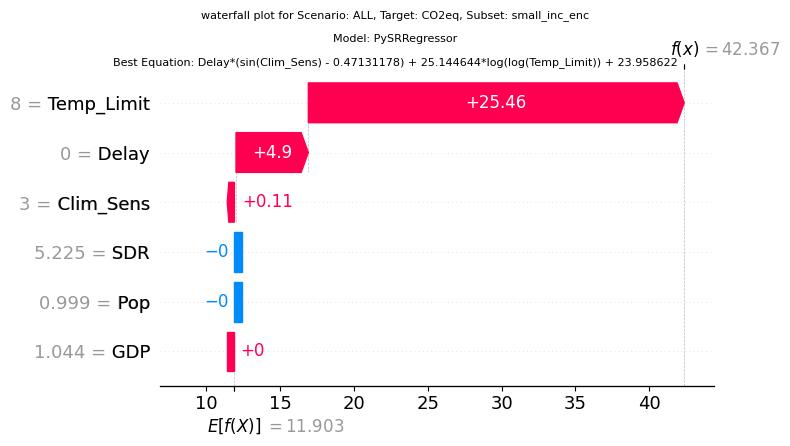 waterfall plot for Scenario: ALL, Target: CO2eq, Subset: small_inc_enc
Model: PySRRegressor
f(x) = 42.367
Best Equation: Delay*(sin(Clim_Sens) - 0.47131178) + 25.144644*log(log(Temp_Limit)) + 23.958622
8 = Temp_Limit
+25.46
0 = Delay
+4.9
3 = Clim_Sens
+0.11
5.225 = SDR
−0
0.999 = Pop
−0
1.044 = GDP
+0
10 15 20 25 30 35 40
E[f(X)] = 11.903